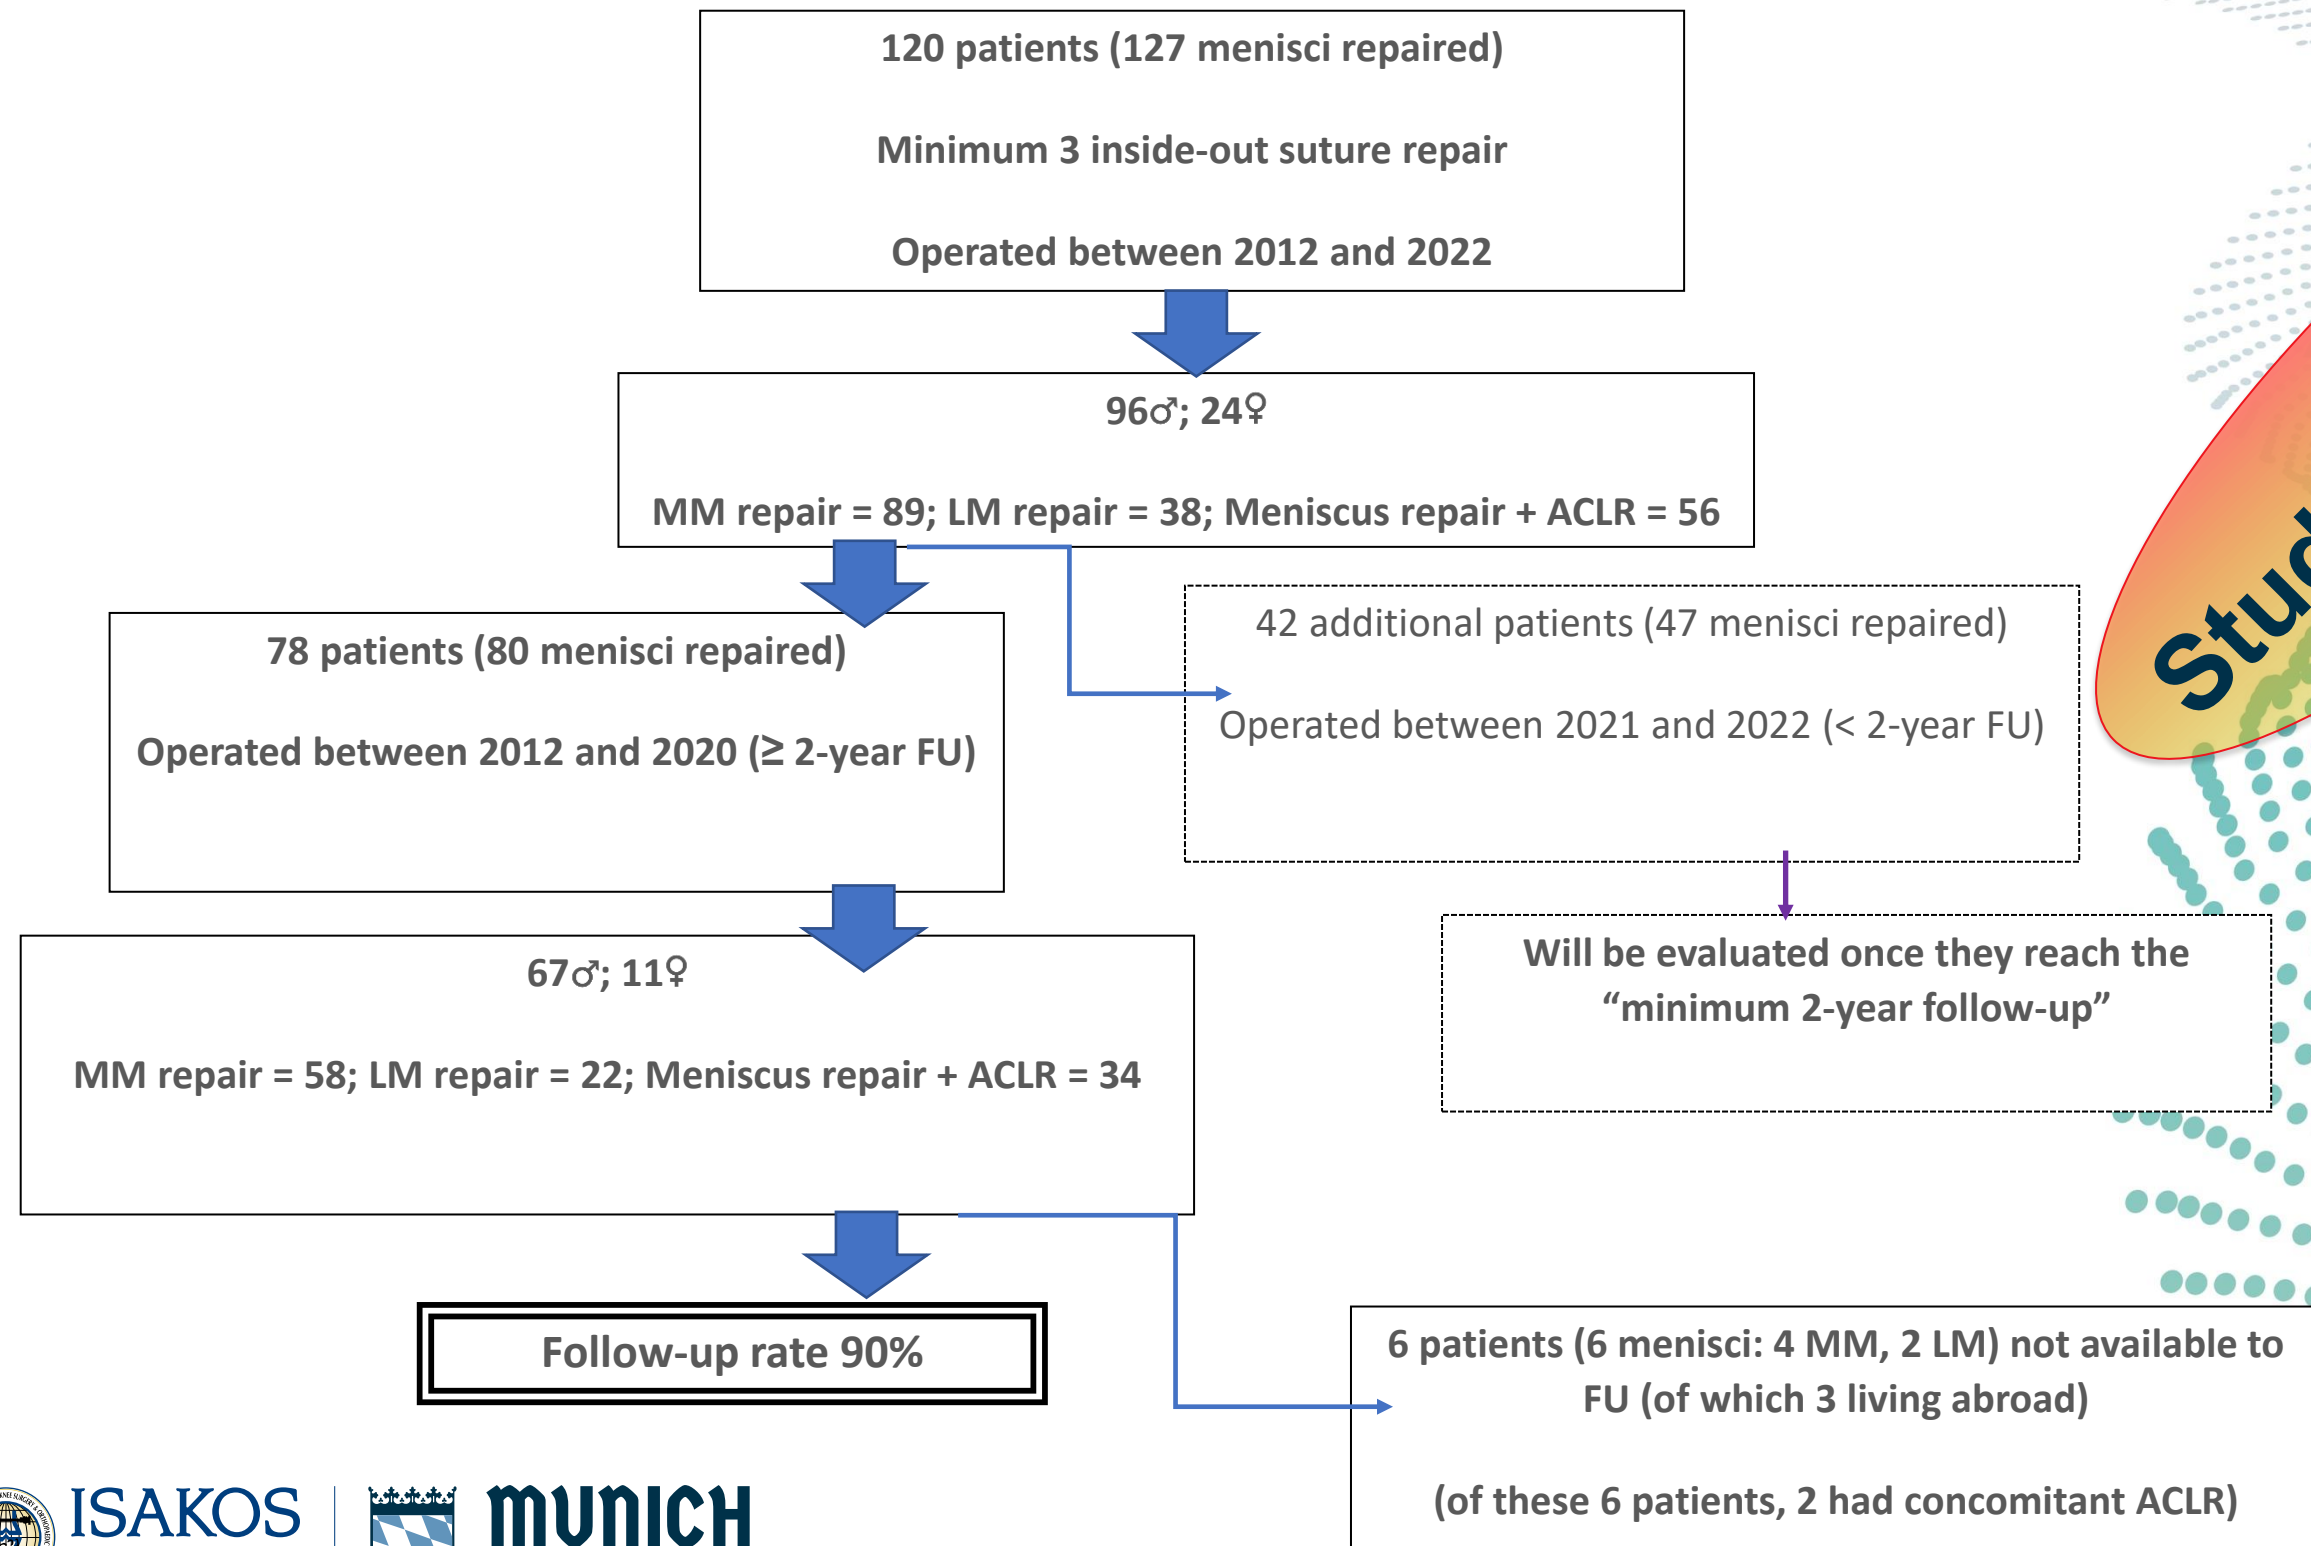 120 patients (127 menisci repaired)
Minimum 3 inside-out suture repair
Operated between 2012 and 2022
96♂; 24♀
MM repair = 89; LM repair = 38; Meniscus repair + ACLR = 56
78 patients (80 menisci repaired)
Operated between 2012 and 2020 (≥ 2-year FU)
42 additional patients (47 menisci repaired)
Operated between 2021 and 2022 (< 2-year FU)
Will be evaluated once they reach the
“minimum 2-year follow-up”
67♂; 11♀
MM repair = 58; LM repair = 22; Meniscus repair + ACLR = 34
Follow-up rate 90%
6 patients (6 menisci: 4 MM, 2 LM) not available to
FU (of which 3 living abroad)
(of these 6 patients, 2 had concomitant ACLR)
ISAKOS
MUNICH